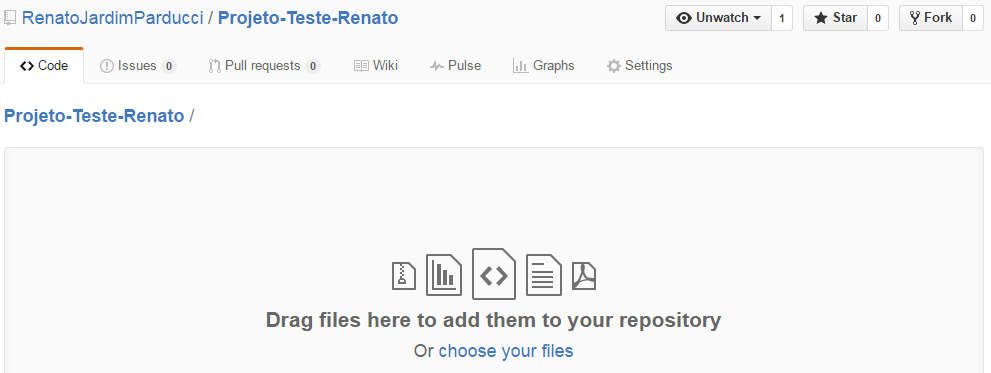 RenatoJardimParducci / Projeto-Teste-Renato Unwatch 1 Star 0 Fork 0
Code Issues 0 Pull requests 0 Wiki Pulse Graphs Settings
Projeto-Teste-Renato /
Drag files here to add them to your repository
Or choose your files